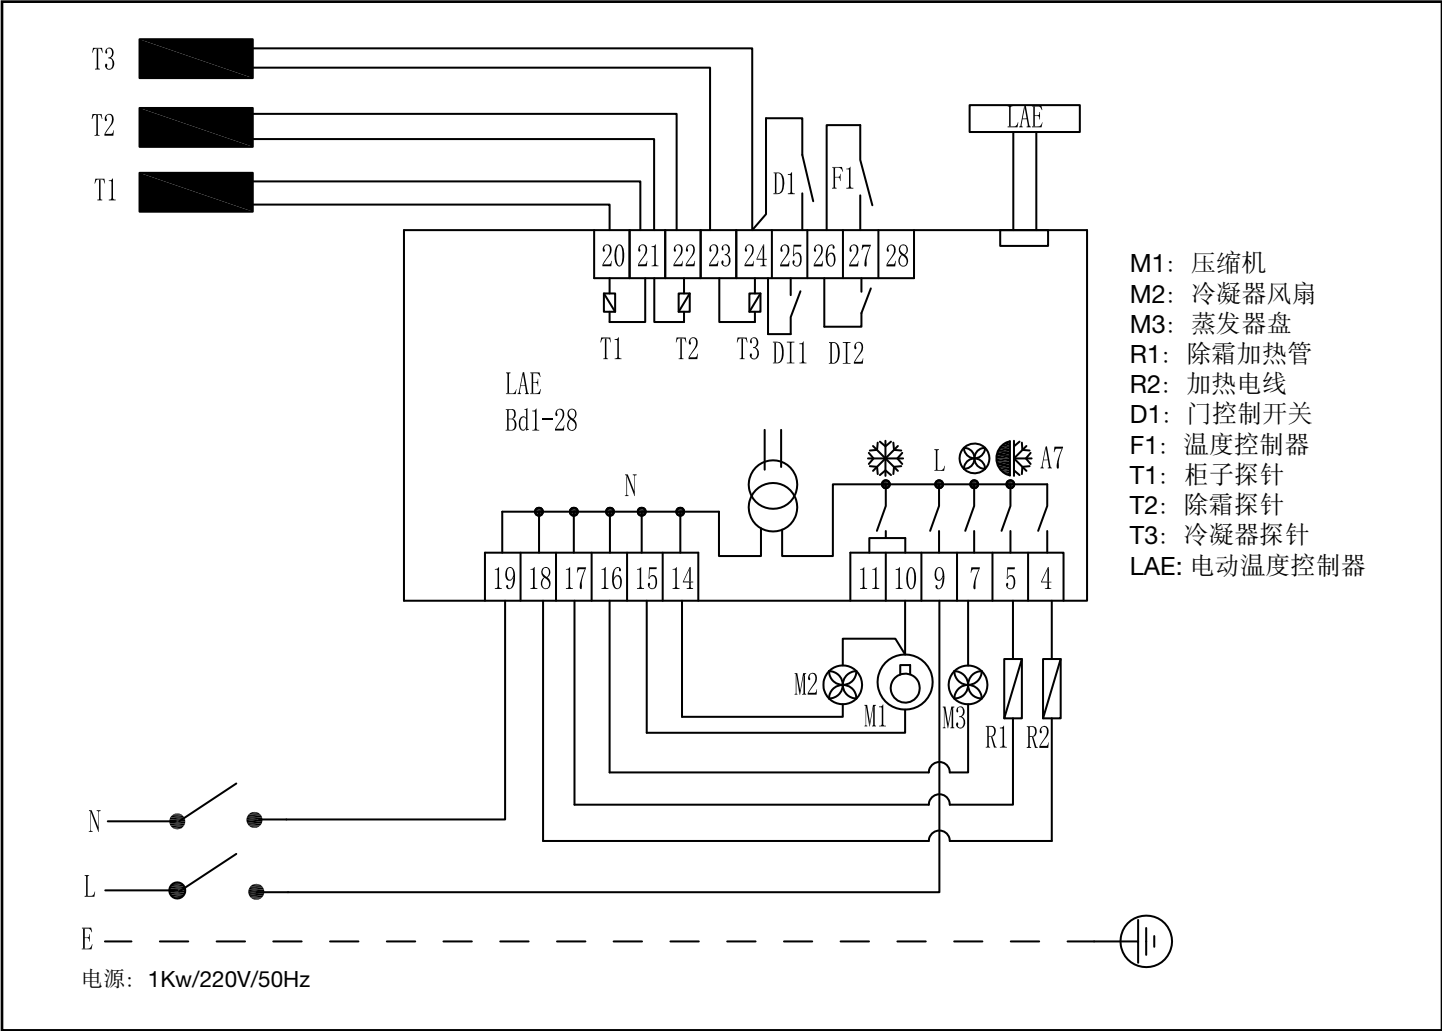 T3
T2
T1
LAE
D1
F1
20 21 22 23 24 25 26 27 28
T1 T2 T3 DI1 DI2
LAE
Bd1-28
N
L
A7
19 18 17 16 15 14
11 10 9 7 5 4
M2
M1
M3
R1
R2
N
L
E
电源：1Kw/220V/50Hz
M1：压缩机
M2：冷凝器风扇
M3：蒸发器盘
R1：除霜加热管
R2：加热电线
D1：门控制开关
F1：温度控制器
T1：柜子探针
T2：除霜探针
T3：冷凝器探针
LAE: 电动温度控制器